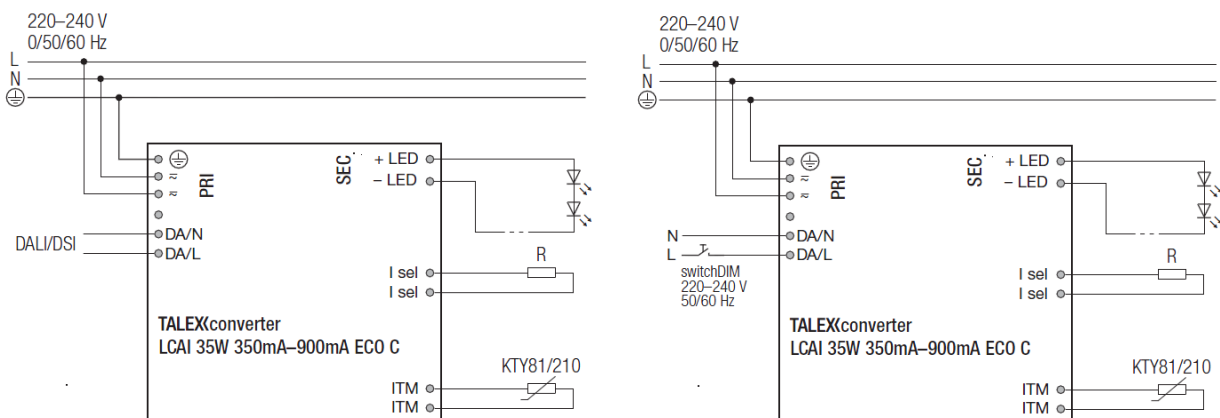 220–240 V
0/50/60 Hz
L
N
PRI
SEC
+ LED
– LED
DALI/DSI
DA/N
DA/L
R
I sel
I sel
TALEXXconverter
LCAI 35W 350mA–900mA ECO C
KTY81/210
ITM
ITM
220–240 V
0/50/60 Hz
L
N
PRI
SEC
+ LED
– LED
N
L
switchDIM
220–240 V
50/60 Hz
DA/N
DA/L
R
I sel
I sel
TALEXXconverter
LCAI 35W 350mA–900mA ECO C
KTY81/210
ITM
ITM